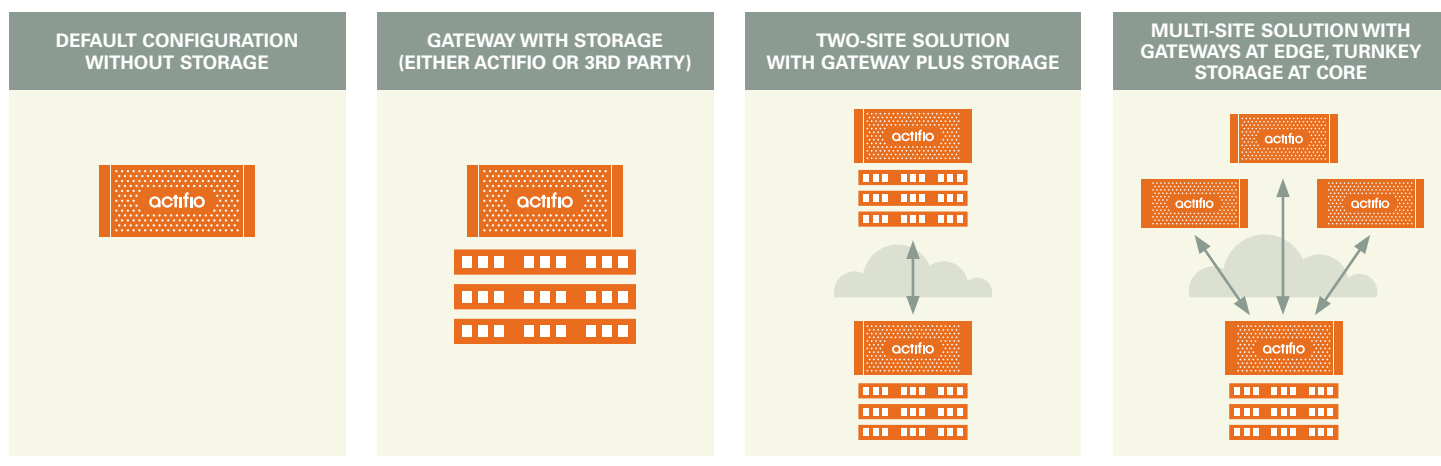 DEFAULT CONFIGURATION
WITHOUT STORAGE
actifio
GATEWAY WITH STORAGE
(EITHER ACTIFIO OR 3RD PARTY)
actifio
TWO-SITE SOLUTION
WITH GATEWAY PLUS STORAGE
actifio
actifio
MULTI-SITE SOLUTION WITH
GATEWAYS AT EDGE, TURNKEY
STORAGE AT CORE
actifio
actifio
actifio
actifio